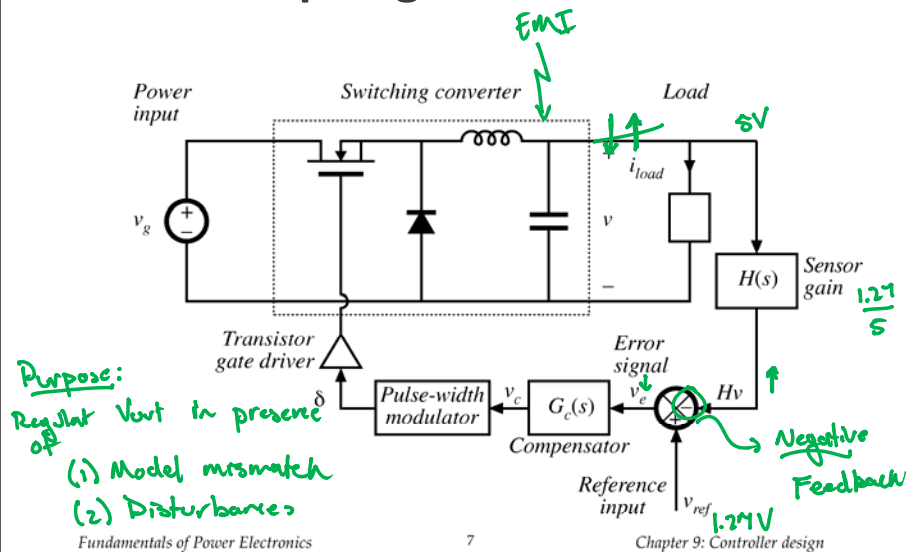 EMI
Power
input
Switching converter
Load
5V
v_g
+
−
+
v
−
i_load
H(s)
Sensor
gain
1.24
5
Transistor
gate driver
Error
signal
Purpose:
Regulat Vout in presence
of
(1) Model mismatch
(2) Disturbances
δ
Pulse-width
modulator
v_c
G_c(s)
Compensator
v_e
−
+
Hv
Negative
Feedback
Reference
input
v_ref
1.24V
Fundamentals of Power Electronics
7
Chapter 9: Controller design